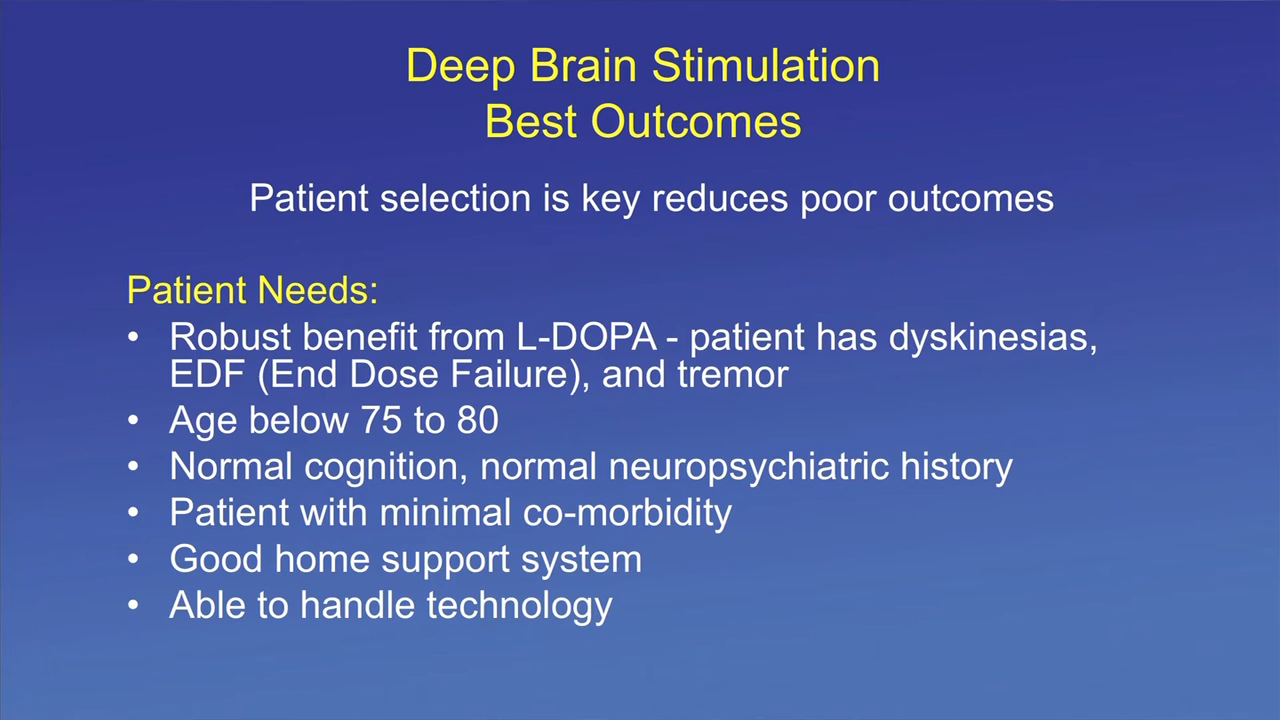 Deep Brain Stimulation
Best Outcomes
Patient selection is key reduces poor outcomes
Patient Needs:
• Robust benefit from L-DOPA - patient has dyskinesias,
EDF (End Dose Failure), and tremor
• Age below 75 to 80
• Normal cognition, normal neuropsychiatric history
• Patient with minimal co-morbidity
• Good home support system
• Able to handle technology